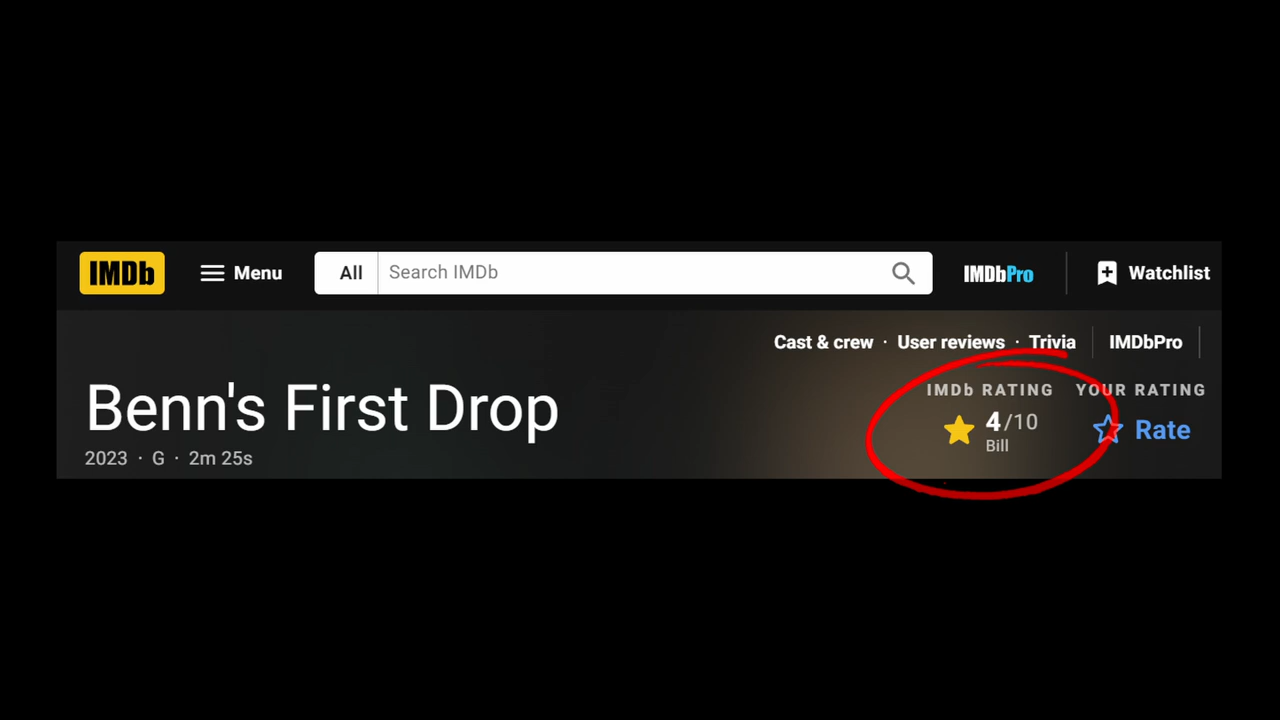 IMDb Menu All Search IMDb IMDbPro Watchlist
Cast & crew · User reviews · Trivia IMDbPro
Benn's First Drop
2023 · G · 2m 25s
IMDb RATING YOUR RATING
4/10 Rate
Bill